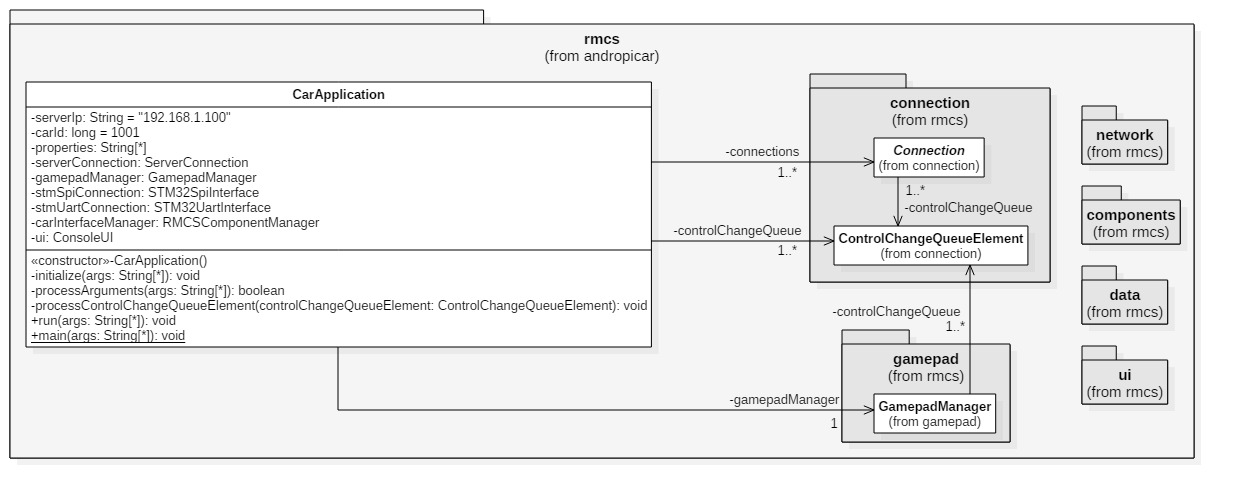 rmcs
(from andropicar)
CarApplication
-serverIp: String = "192.168.1.100"
-carId: long = 1001
-properties: String[*]
-serverConnection: ServerConnection
-gamepadManager: GamepadManager
-stmSpiConnection: STM32SpiInterface
-stmUartConnection: STM32UartInterface
-carInterfaceManager: RMCSComponentManager
-ui: ConsoleUI
«constructor»-CarApplication()
-initialize(args: String[*]): void
-processArguments(args: String[*]): boolean
-processControlChangeQueueElement(controlChangeQueueElement: ControlChangeQueueElement): void
+run(args: String[*]): void
+main(args: String[*]): void
-connections
1..*
-controlChangeQueue
1..*
connection
(from rmcs)
Connection
(from connection)
1..*
-controlChangeQueue
ControlChangeQueueElement
(from connection)
-controlChangeQueue
1..*
gamepad
(from rmcs)
GamepadManager
(from gamepad)
-gamepadManager
1
network
(from rmcs)
components
(from rmcs)
data
(from rmcs)
ui
(from rmcs)